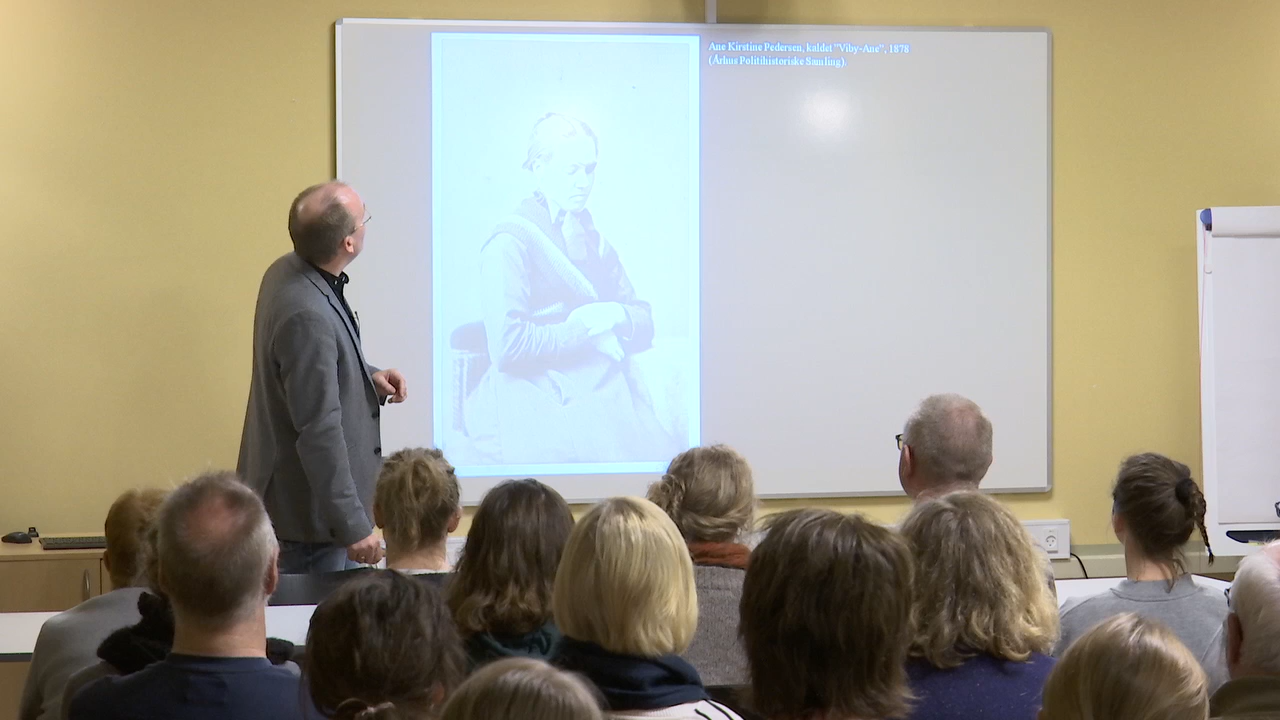 Ane Kirstine Pedersen, kaldet "Viby-Ane", 1878
(Århus Politihistoriske Samling).